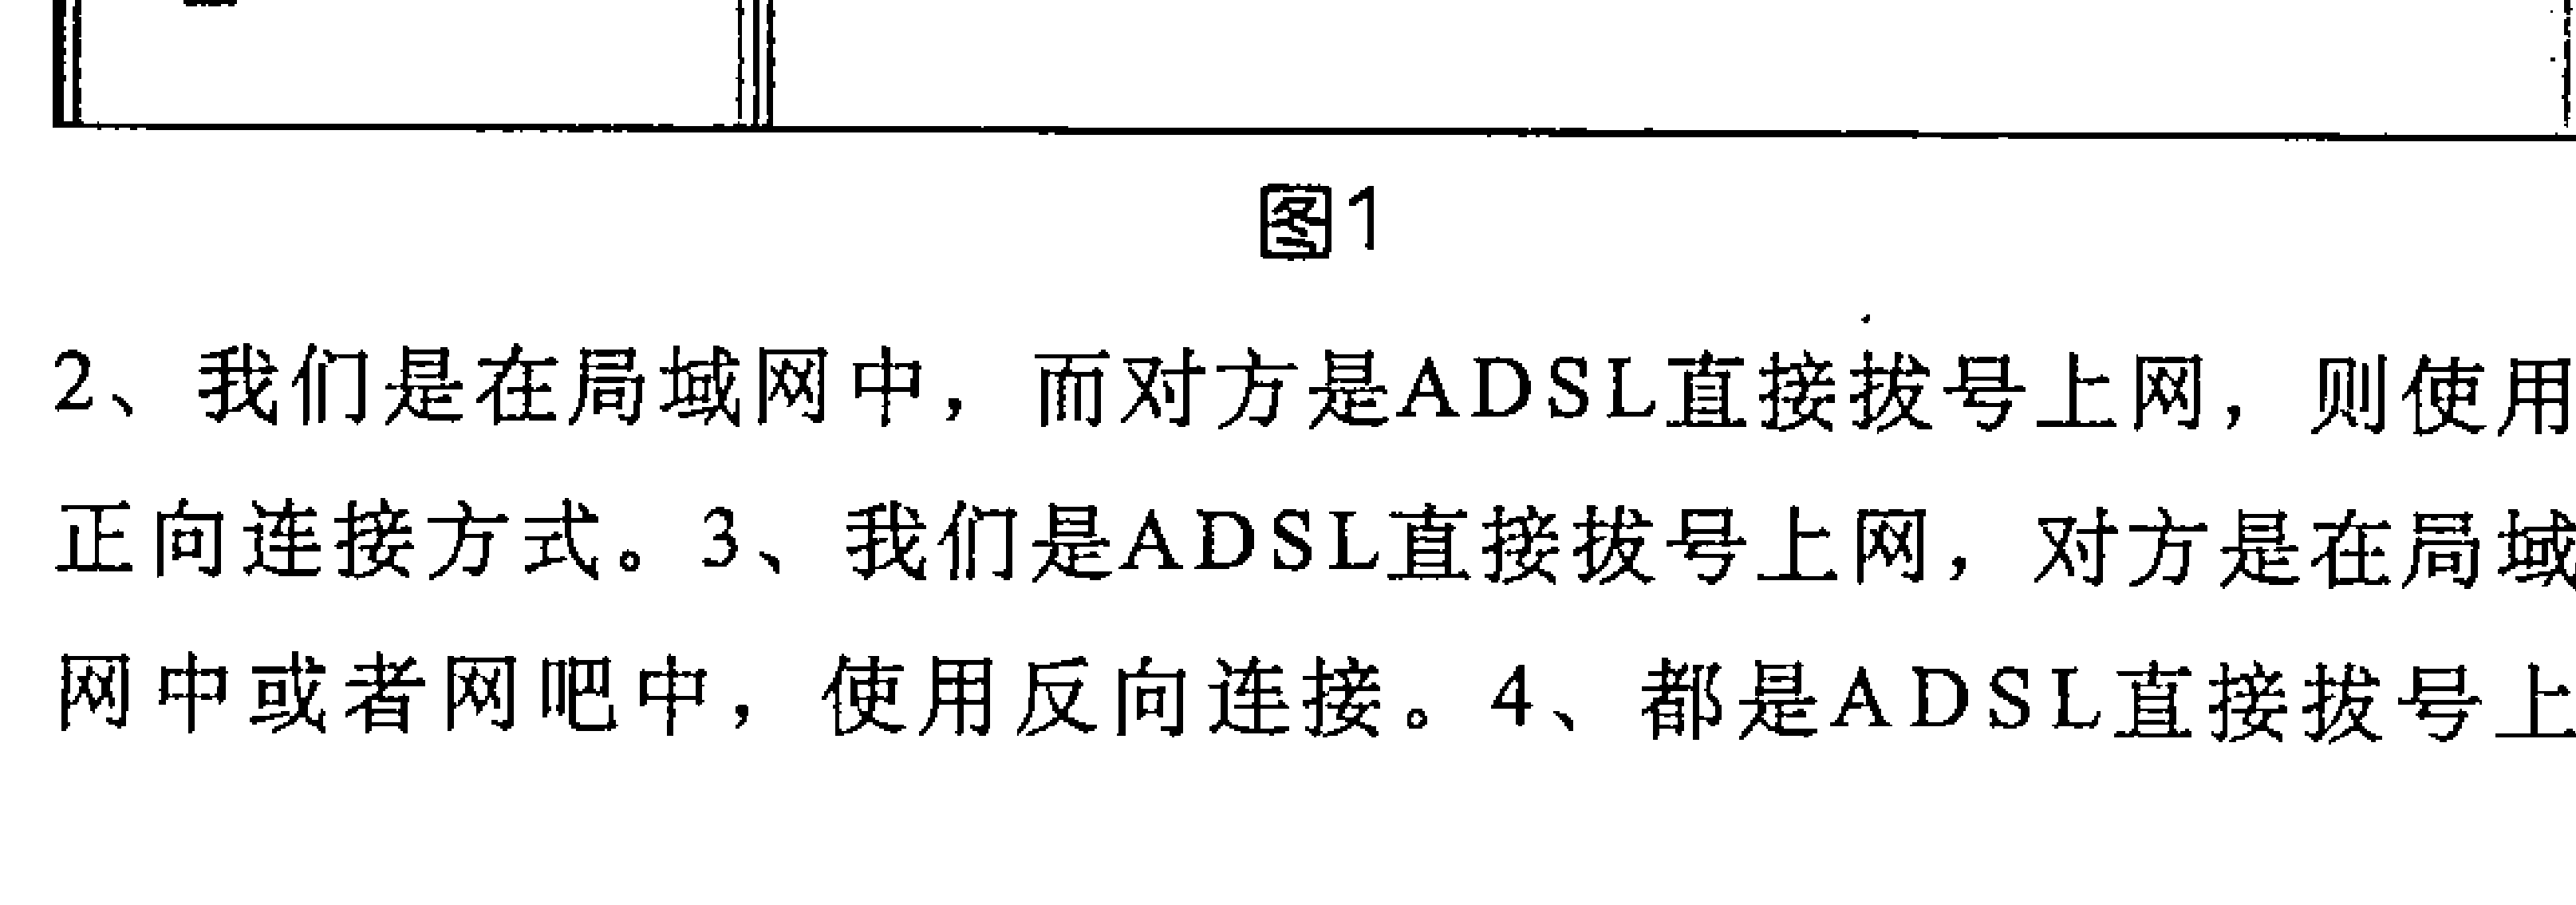 图1
2、我们是在局域网中，而对方是ADSL直接拔号上网，则使用
正向连接方式。3、我们是ADSL直接拔号上网，对方是在局域
网中或者网吧中，使用反向连接。4、都是ADSL直接拔号上